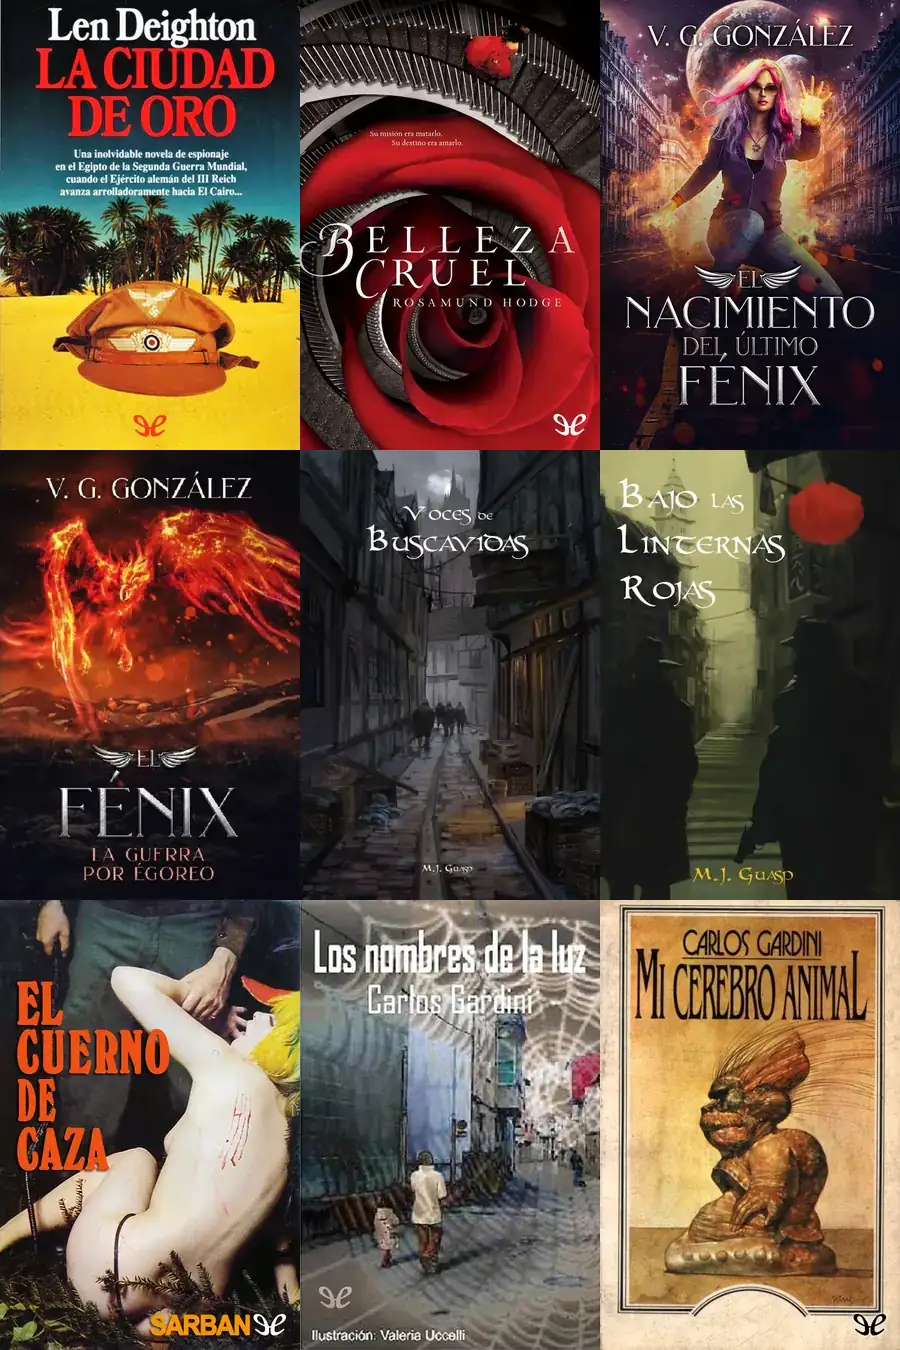 Len Deighton
LA CIUDAD
DE ORO
Una inolvidable novela de espionaje
en el Egipto de la Segunda Guerra Mundial,
cuando el Ejército alemán del III Reich
avanza arrolladoramente hacia El Cairo...
Su misión era matarlo.
Su destino era amarlo.
BELLEZA
CRUEL
ROSAMUND HODGE
V. G. GONZÁLEZ
EL
NACIMIENTO
DEL ÚLTIMO
FÉNIX
V. G. GONZÁLEZ
EL
FÉNIX
LA GUERRA
POR ÉGOREO
Voces de
Buscavidas
M.J. Guasp
Bajo las
Linternas
Rojas
M.J. Guasp
EL
CUERNO
DE
CAZA
SARBAN
Los nombres de la luz
Carlos Gardini
Ilustración: Valeria Uccelli
CARLOS GARDINI
MI CEREBRO ANIMAL